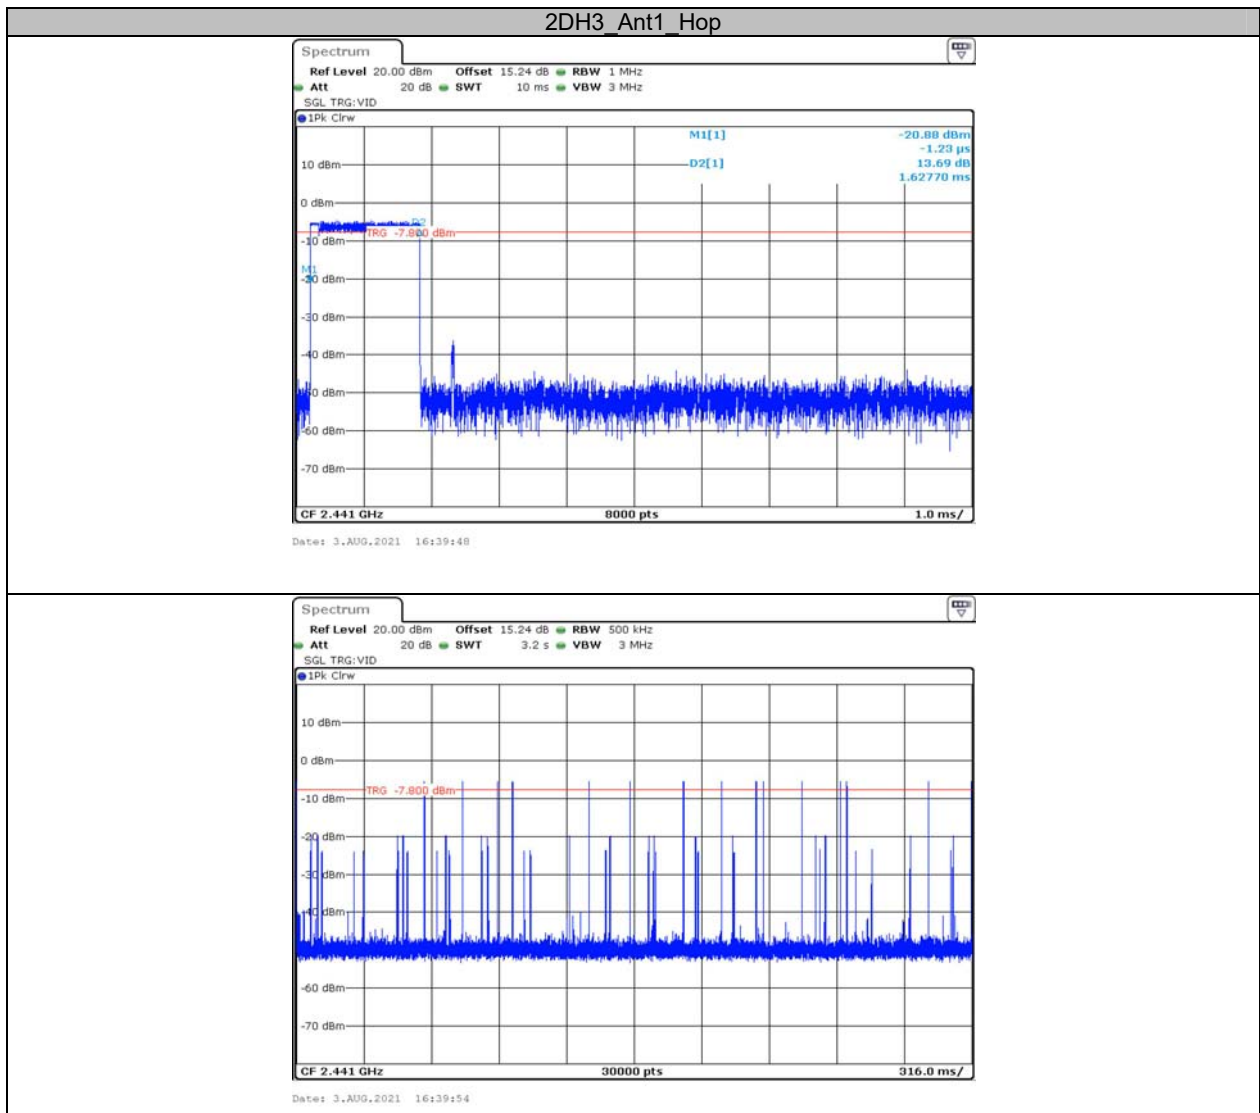 2DH3_Ant1_Hop
Spectrum
Ref Level 20.00 dBm Offset 15.24 dB RBW 1 MHz
Att 20 dB SWT 10 ms VBW 3 MHz
SGL TRG:VID
1Pk Clrw
M1[1] -20.88 dBm
-1.23 µs
10 dBm D2[1] 13.69 dB
1.62770 ms
0 dBm
D2
TRG -7.800 dBm
-10 dBm
M1
-20 dBm
-30 dBm
-40 dBm
-50 dBm
-60 dBm
-70 dBm
CF 2.441 GHz 8000 pts 1.0 ms/
Date: 3.AUG.2021 16:39:48
Spectrum
Ref Level 20.00 dBm Offset 15.24 dB RBW 500 kHz
Att 20 dB SWT 3.2 s VBW 3 MHz
SGL TRG:VID
1Pk Clrw
10 dBm
0 dBm
TRG -7.800 dBm
-10 dBm
-20 dBm
-30 dBm
-40 dBm
-60 dBm
-70 dBm
CF 2.441 GHz 30000 pts 316.0 ms/
Date: 3.AUG.2021 16:39:54